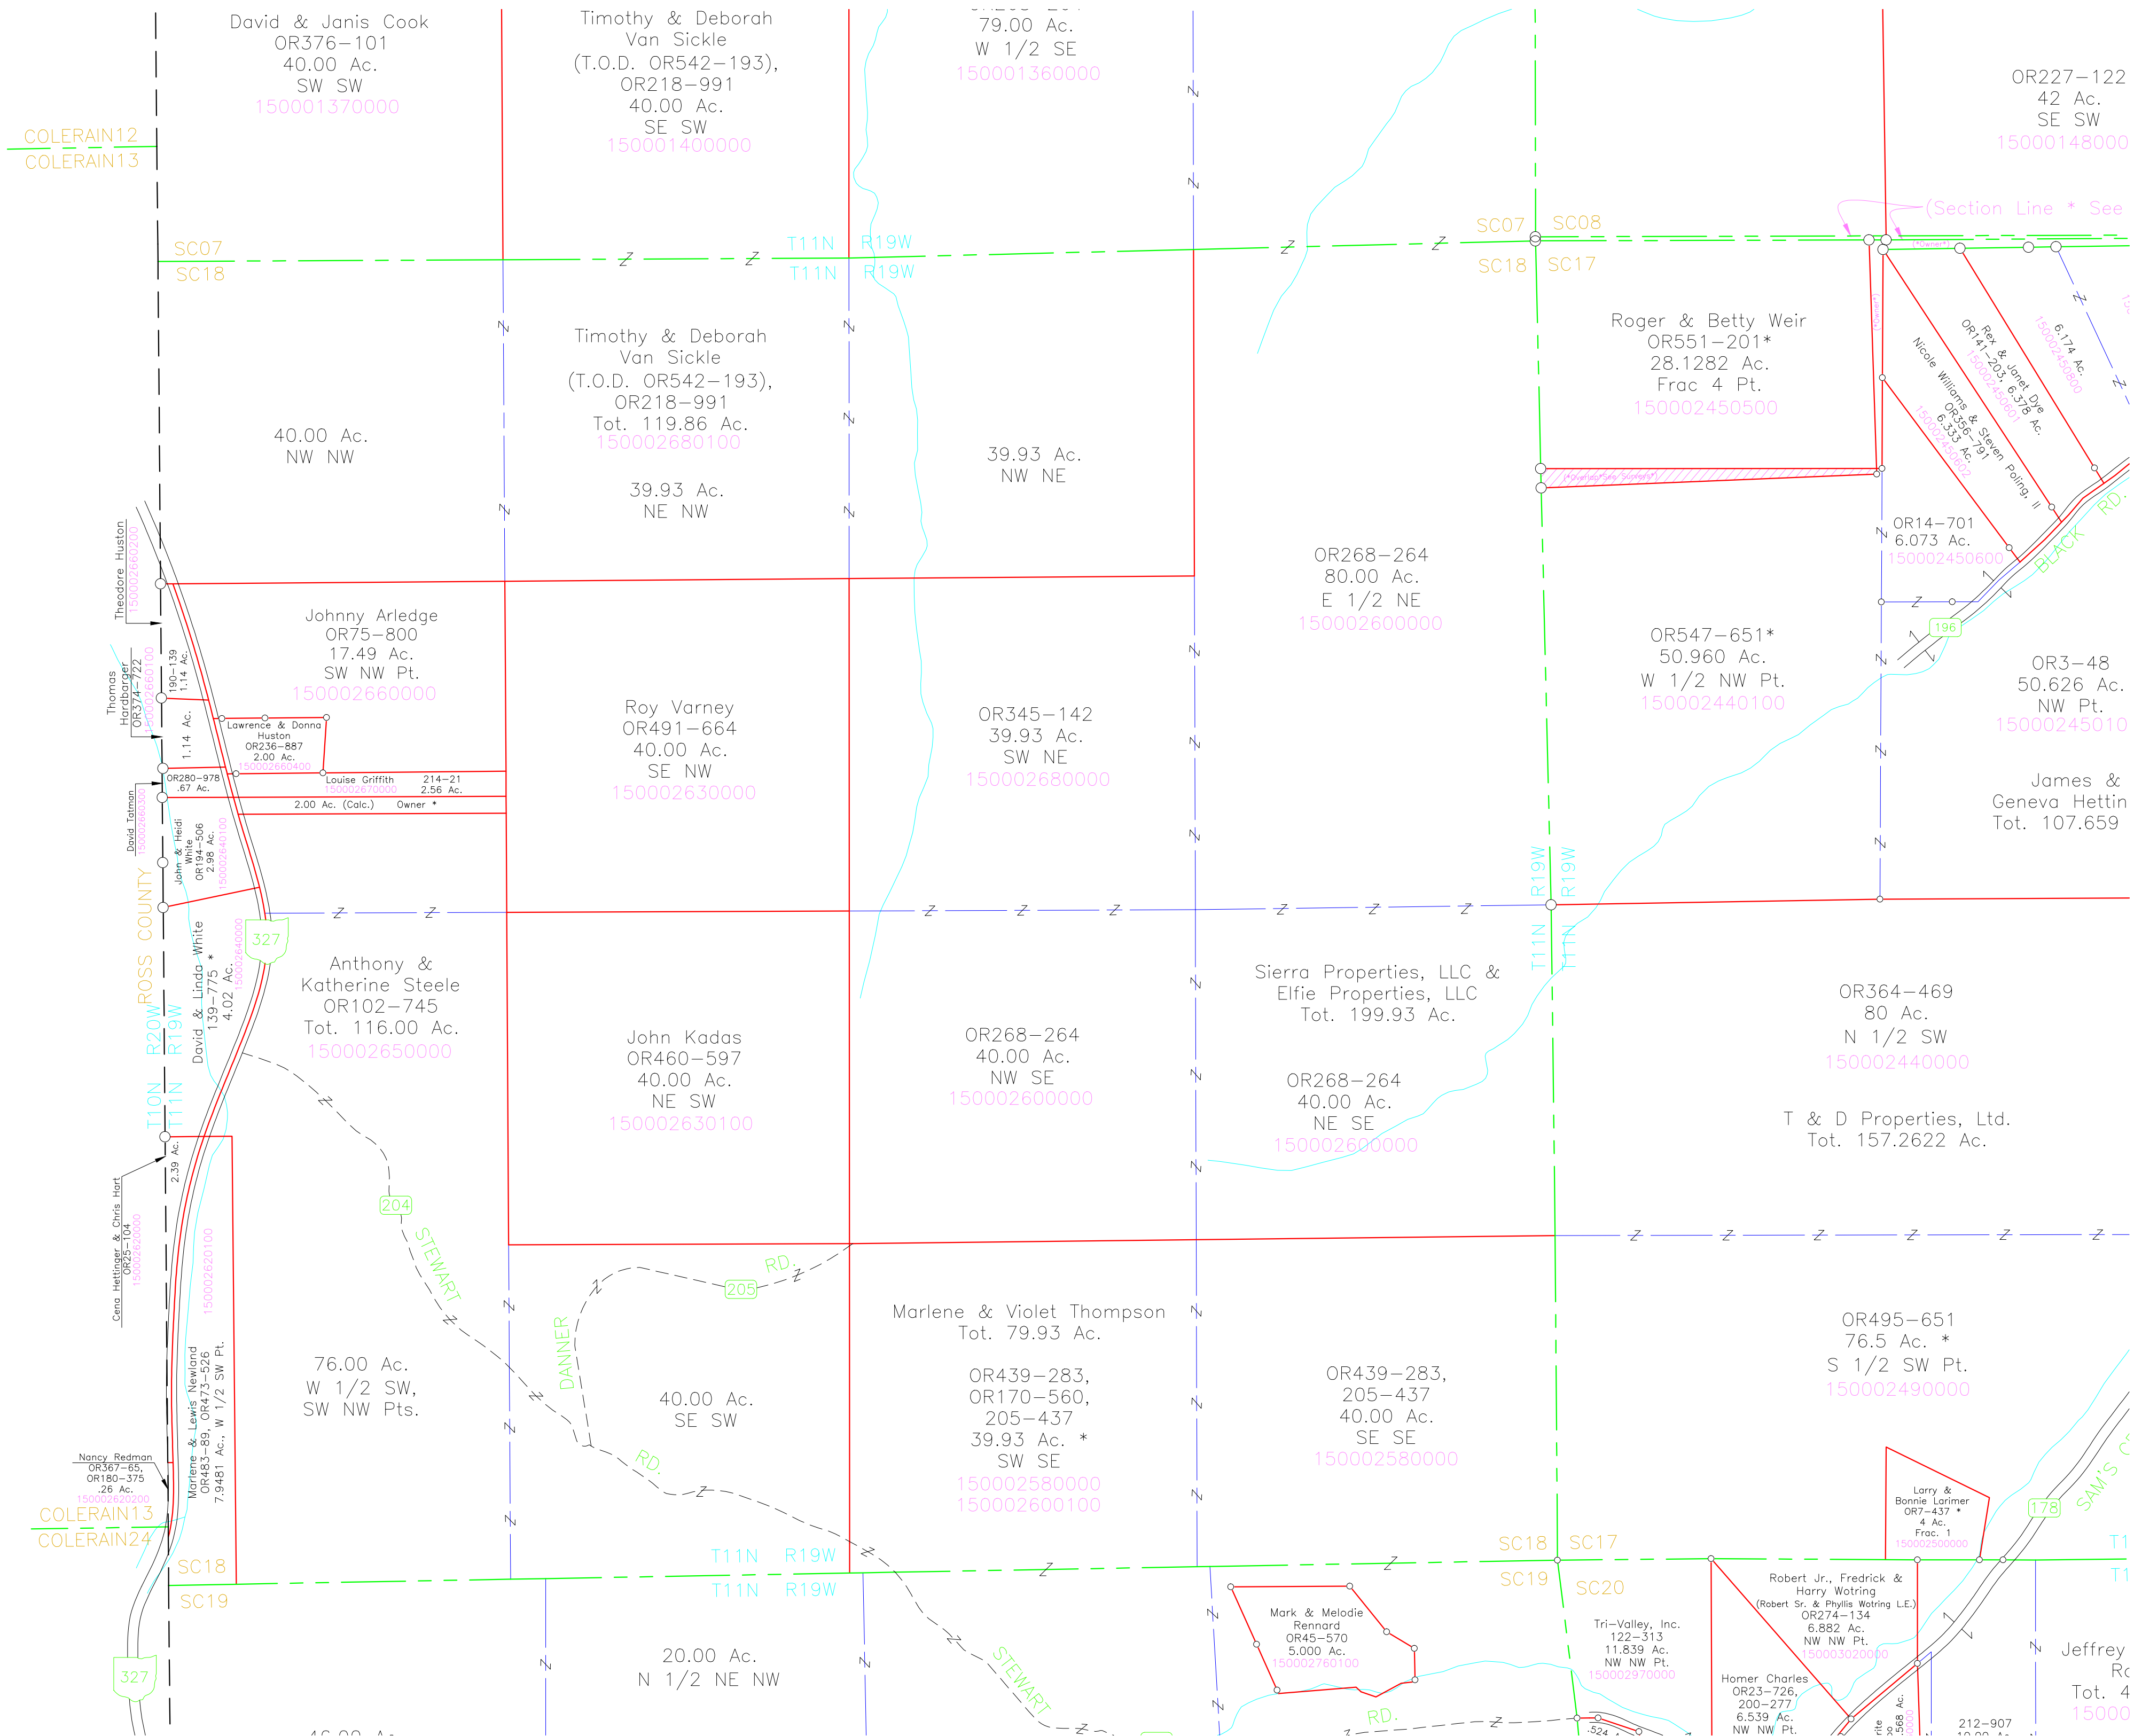 David & Janis Cook
OR376-101
40.00 Ac.
SW SW
150001370000
Timothy & Deborah
Van Sickle
(T.O.D. OR542-193),
OR218-991
40.00 Ac.
SE SW
150001400000
79.00 Ac.
W 1/2 SE
150001360000
OR227-122
42 Ac.
SE SW
15000148000
COLERAIN12
COLERAIN13
SC07
SC18
T11N R19W
T11N R19W
SC07 SC08
SC18 SC17
(Section Line * See
(*Owner*)
(*Owner*)
Timothy & Deborah
Van Sickle
(T.O.D. OR542-193),
OR218-991
Tot. 119.86 Ac.
150002680100
40.00 Ac.
NW NW
39.93 Ac.
NE NW
39.93 Ac.
NW NE
Roger & Betty Weir
OR551-201*
28.1282 Ac.
Frac 4 Pt.
150002450500
(*Overlap*See Surveys*)
Nicole Williams & Steven Poling, II
OR356-791
6.333 Ac.
150002450602
Rex & Janet Dye
OR141-203, 6.378 Ac.
150002450601
6.174 Ac.
150002450800
OR14-701
6.073 Ac.
150002450600
BLACK RD.
196
OR268-264
80.00 Ac.
E 1/2 NE
150002600000
OR547-651*
50.960 Ac.
W 1/2 NW Pt.
150002440100
OR3-48
50.626 Ac.
NW Pt.
15000245010
James &
Geneva Hettin
Tot. 107.659
Theodore Huston
150002660200
190-139
1.14 Ac.
Thomas
Hardbarger
OR374-722
150002660100
1.14 Ac.
Johnny Arledge
OR75-800
17.49 Ac.
SW NW Pt.
150002660000
Lawrence & Donna
Huston
OR236-887
2.00 Ac.
150002660400
OR280-978
.67 Ac.
David Tatman
150002660300
Louise Griffith 214-21
150002670000 2.56 Ac.
2.00 Ac. (Calc.) Owner *
John & Heidi
White
OR194-506
2.98 Ac.
150002640100
Roy Varney
OR491-664
40.00 Ac.
SE NW
150002630000
OR345-142
39.93 Ac.
SW NE
150002680000
ROSS COUNTY
T10N R20W
T11N R19W
David & Linda White
139-775 *
4.02 Ac.
150002640000
327
Anthony &
Katherine Steele
OR102-745
Tot. 116.00 Ac.
150002650000
John Kadas
OR460-597
40.00 Ac.
NE SW
150002630100
OR268-264
40.00 Ac.
NW SE
150002600000
Sierra Properties, LLC &
Elfie Properties, LLC
Tot. 199.93 Ac.
OR268-264
40.00 Ac.
NE SE
150002600000
T11N R19W
T11N R19W
OR364-469
80 Ac.
N 1/2 SW
150002440000
T & D Properties, Ltd.
Tot. 157.2622 Ac.
2.39 Ac.
Cena Hettinger & Chris Hart
OR25-104
150002620000
150002620100
Marlene & Lewis Newland
OR483-89, OR473-526
7.9481 Ac., W 1/2 SW Pt.
204
STEWART
RD.
205
DANNER
RD.
76.00 Ac.
W 1/2 SW,
SW NW Pts.
40.00 Ac.
SE SW
Marlene & Violet Thompson
Tot. 79.93 Ac.
OR439-283,
OR170-560,
205-437
39.93 Ac. *
SW SE
150002580000
150002600100
OR439-283,
205-437
40.00 Ac.
SE SE
150002580000
OR495-651
76.5 Ac. *
S 1/2 SW Pt.
150002490000
Nancy Redman
OR367-65,
OR180-375
.26 Ac.
150002620200
COLERAIN13
COLERAIN24
SC18
SC19
T11N R19W
T11N R19W
SC18 SC17
SC19 SC20
Larry &
Bonnie Larimer
OR7-437 *
4 Ac.
Frac. 1
150002500000
178
SAM'S
327
20.00 Ac.
N 1/2 NE NW
STEWART
RD.
Mark & Melodie
Rennard
OR45-570
5.000 Ac.
150002760100
Tri-Valley, Inc.
122-313
11.839 Ac.
NW NW Pt.
150002970000
Robert Jr., Fredrick &
Harry Wotring
(Robert Sr. & Phyllis Wotring L.E.)
OR274-134
6.882 Ac.
NW NW Pt.
150003020000
Homer Charles
OR23-726,
200-277
6.539 Ac.
NW NW Pt.
.568 Ac.
212-907
Jeffrey
Tot. 4